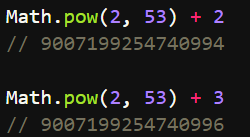 Math.pow(2, 53) + 2
// 9007199254740994
Math.pow(2, 53) + 3
// 9007199254740996